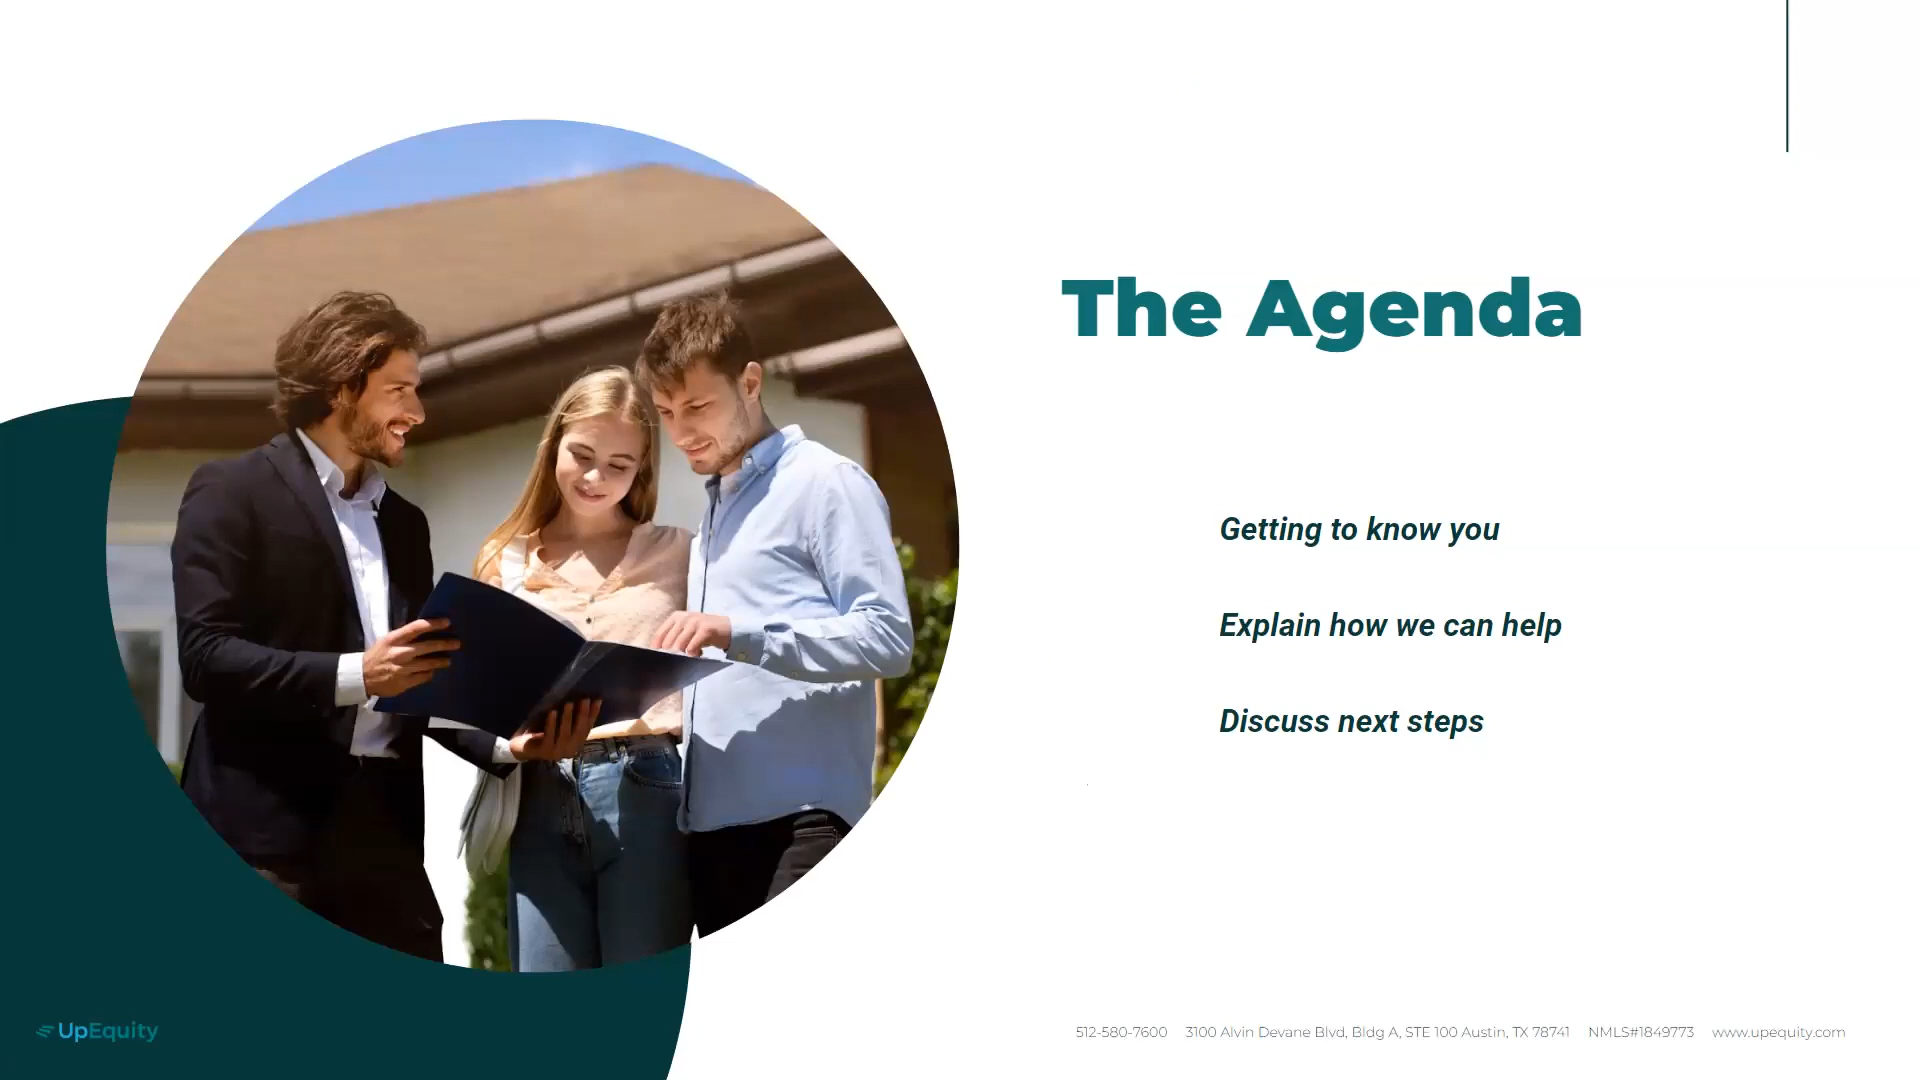 The Agenda
Getting to know you
Explain how we can help
Discuss next steps
UpEquity
512-580-7600 3100 Alvin Devane Blvd, Bldg A, STE 100 Austin, TX 78741 NMLS#1849773 www.upequity.com